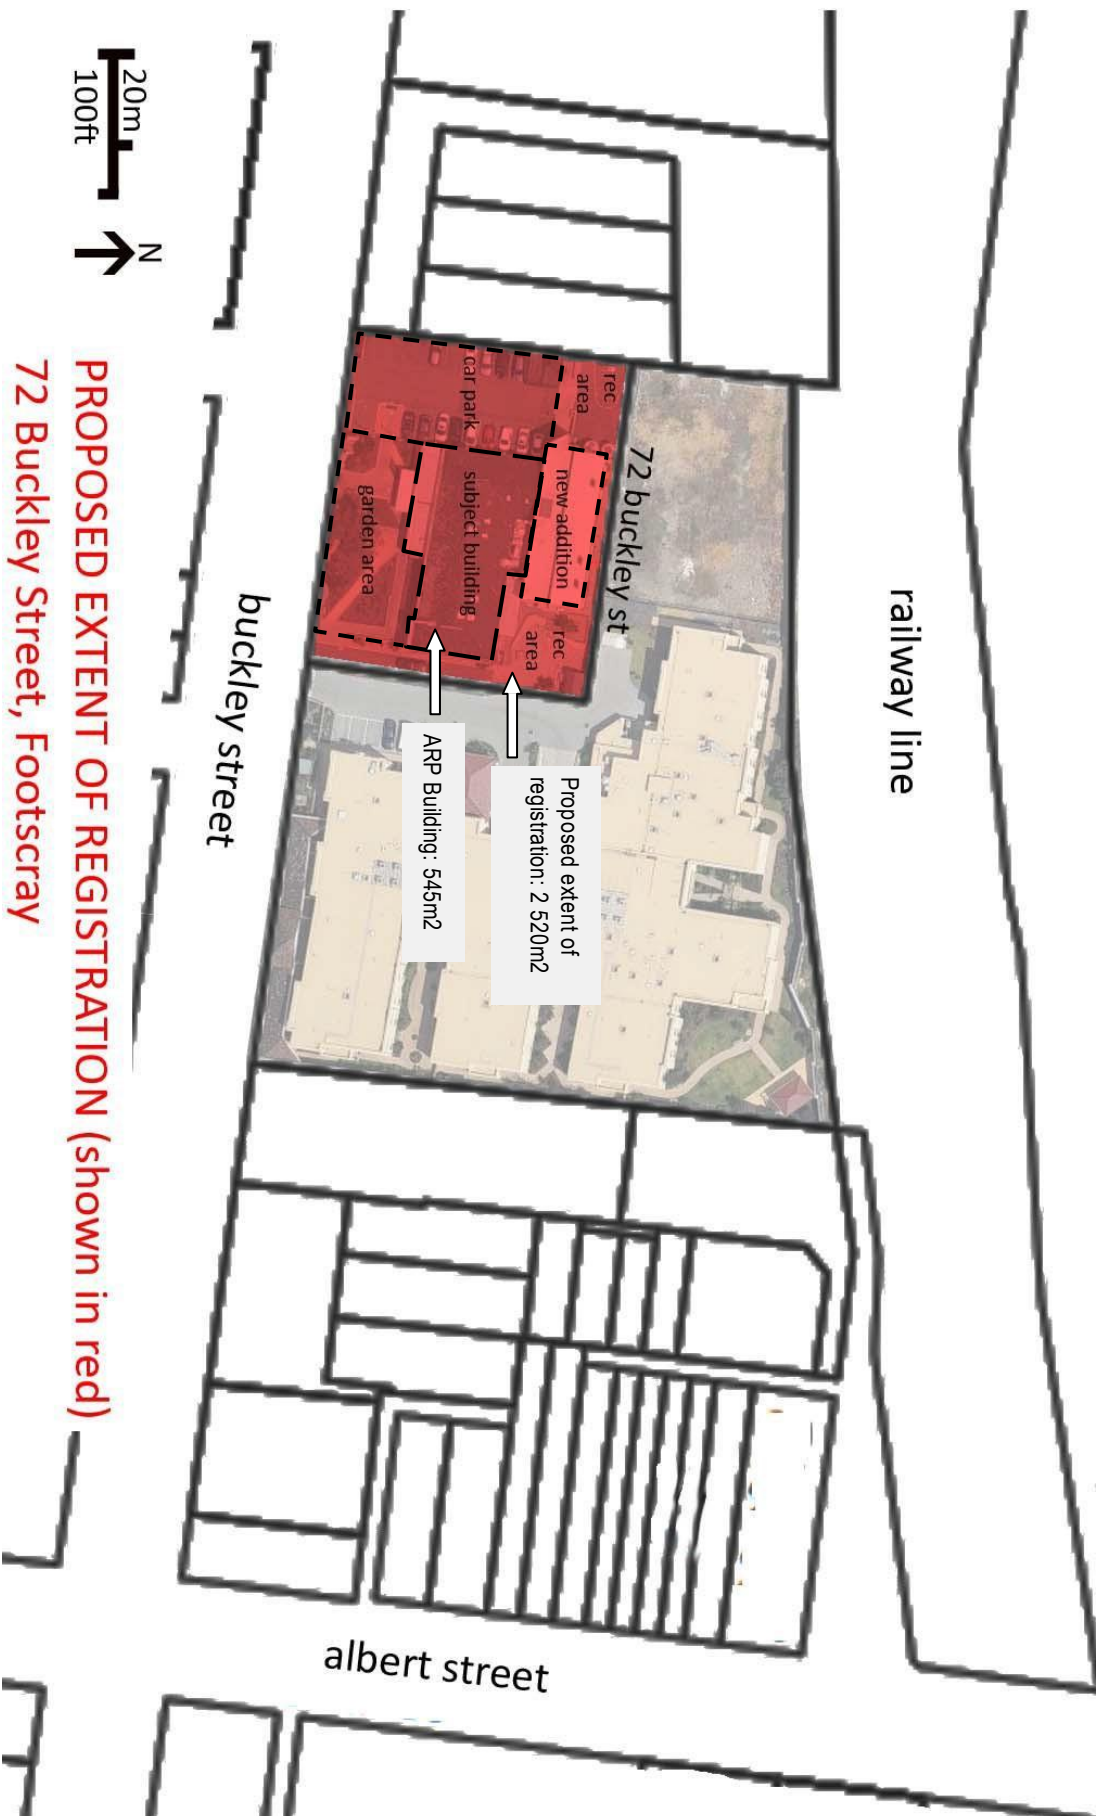 railway line
72 buckley st
rec
area
new addition
rec
area
car park
subject building
garden area
Proposed extent of
registration: 2 520m2
ARP Building: 545m2
buckley street
albert street
20m
100ft
N
PROPOSED EXTENT OF REGISTRATION (shown in red)
72 Buckley Street, Footscray